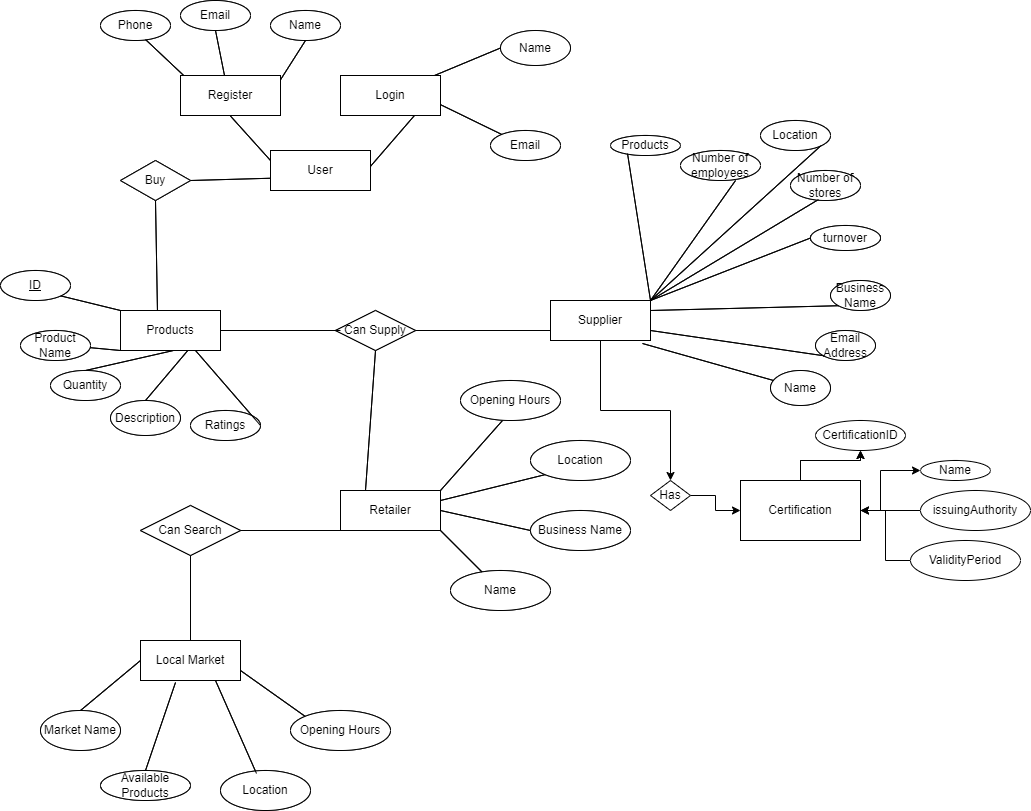 Phone
Email
Name
Register
Login
Name
Email
User
Buy
Products
Number of
employees
Location
Number of
stores
turnover
Business
Name
Email
Address
Name
Supplier
ID
Products
Product
Name
Quantity
Description
Ratings
Can Supply
Opening Hours
Location
Retailer
Business Name
Name
Has
Certification
CertificationID
Name
issuingAuthority
ValidityPeriod
Can Search
Local Market
Market Name
Available
Products
Location
Opening Hours